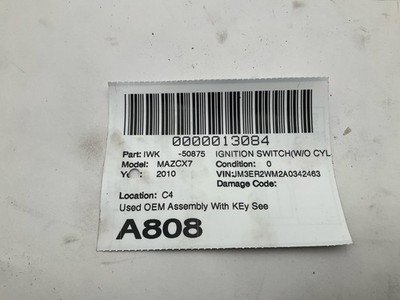 0000013084
Part: IWK -50875 IGNITION SWITCH(W/O CYL
Model: MAZCX7 Condition: 0
2010 VIN:JM3ER2WM2A0342463
Damage Code:
Location: C4
Used OEM Assembly With KEy See
A808